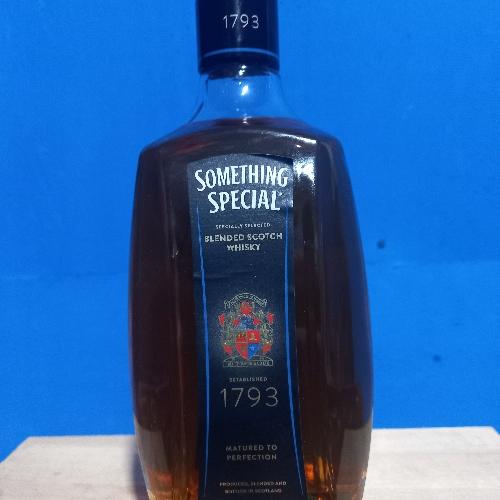 1793
SOMETHING
SPECIAL
SPECIALLY SELECTED
BLENDED SCOTCH
WHISKY
ESTABLISHED
1793
MATURED TO
PERFECTION
PRODUCED, BLENDED AND
BOTTLED IN SCOTLAND